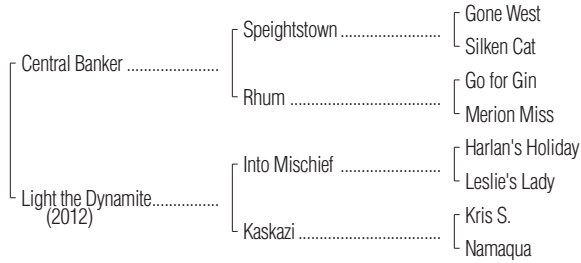 Gone West
Speightstown ......................
Silken Cat
Central Banker ....................
Go for Gin
Rhum .................................
Merion Miss
Harlan's Holiday
Into Mischief ......................
Leslie's Lady
Light the Dynamite...............
(2012)
Kris S.
Kaskazi ...............................
Namaqua